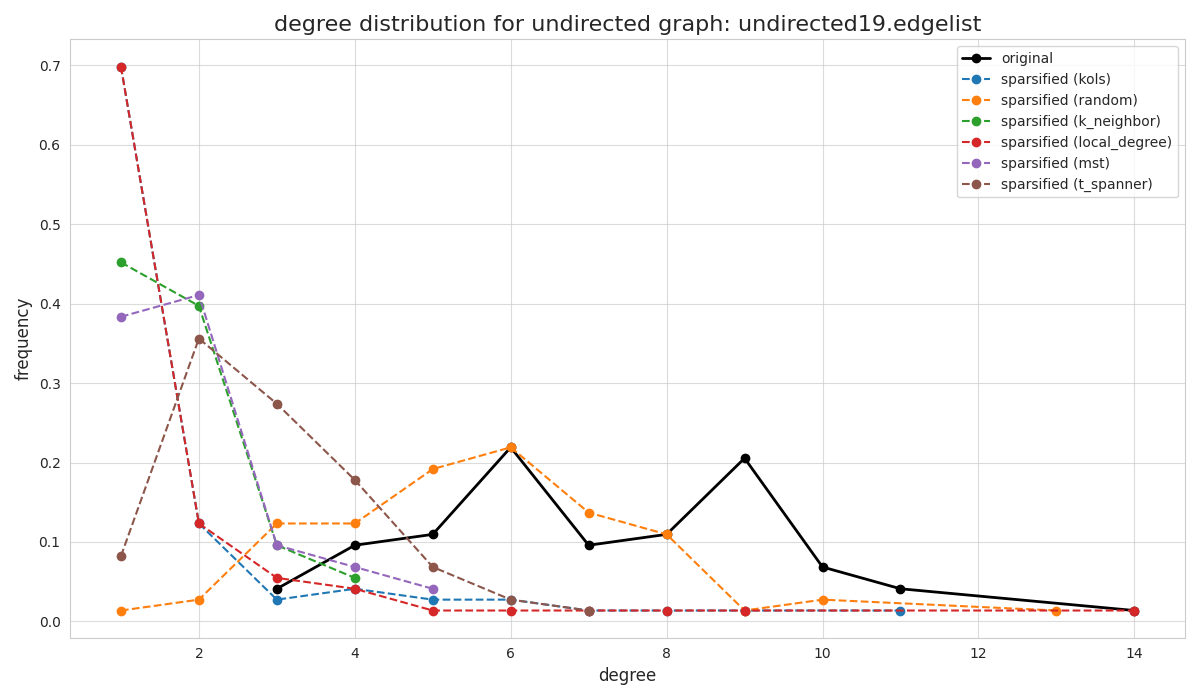 degree distribution for undirected graph: undirected19.edgelist
original
sparsified (kols)
sparsified (random)
sparsified (k_neighbor)
sparsified (local_degree)
sparsified (mst)
sparsified (t_spanner)
frequency
0.7
0.6
0.5
0.4
0.3
0.2
0.1
0.0
2 4 6 8 10 12 14
degree